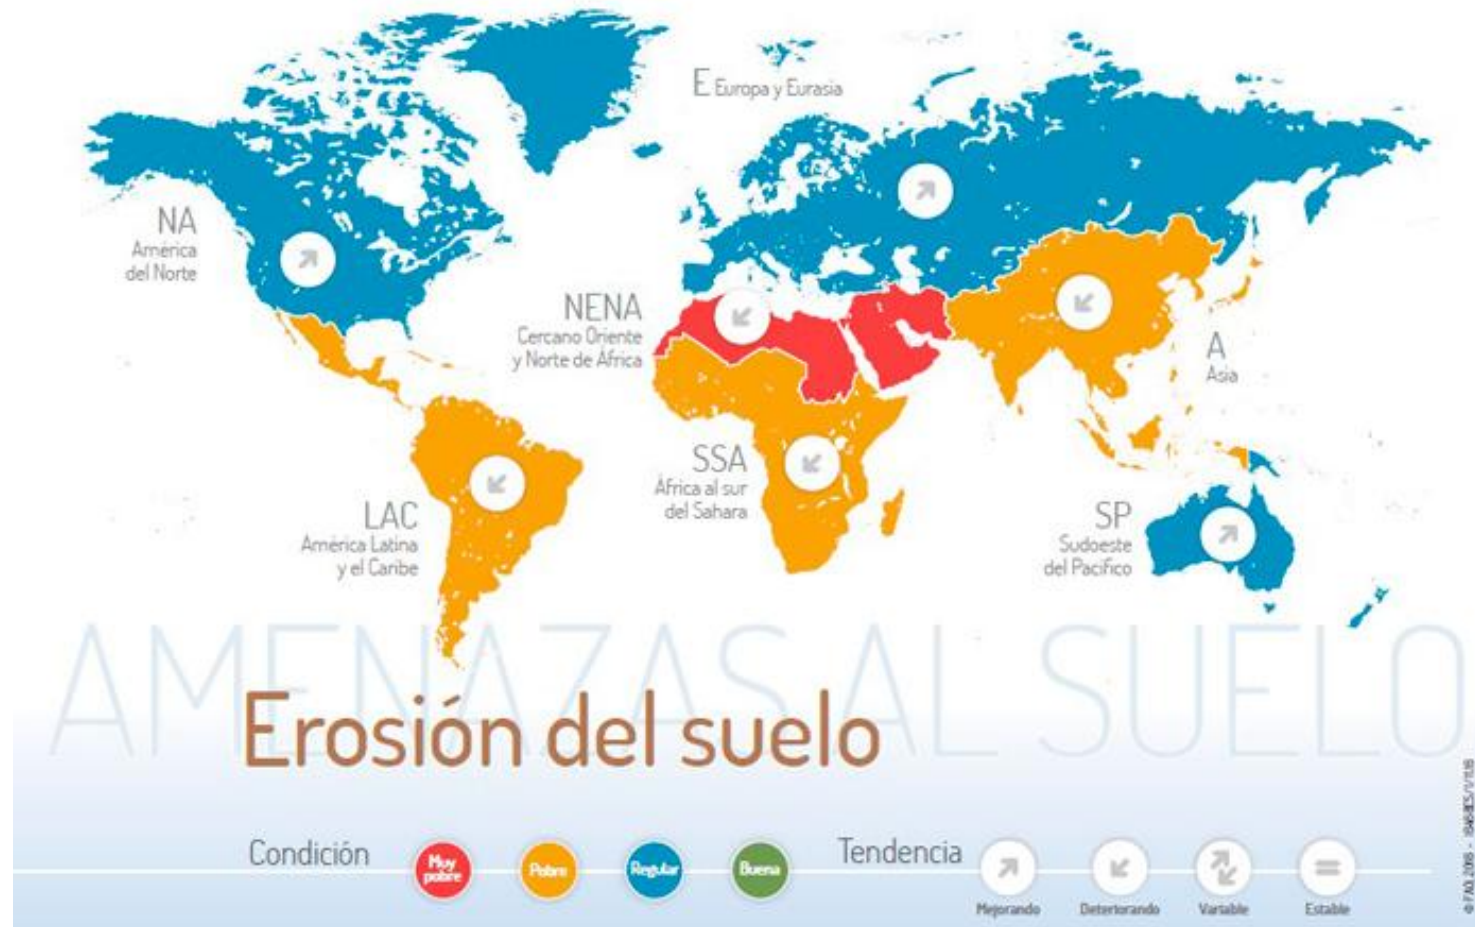 E Europa y Eurasia
NA
América
del Norte
NENA
Cercano Oriente
y Norte de África
A
Asia
SSA
África al sur
del Sahara
LAC
América Latina
y el Caribe
SP
Sudoeste
del Pacífico
AMENAZAS AL SUELO
Erosión del suelo
Condición
Muy
pobre
Pobre
Regular
Buena
Tendencia
Mejorando
Deteriorando
Variable
Estable